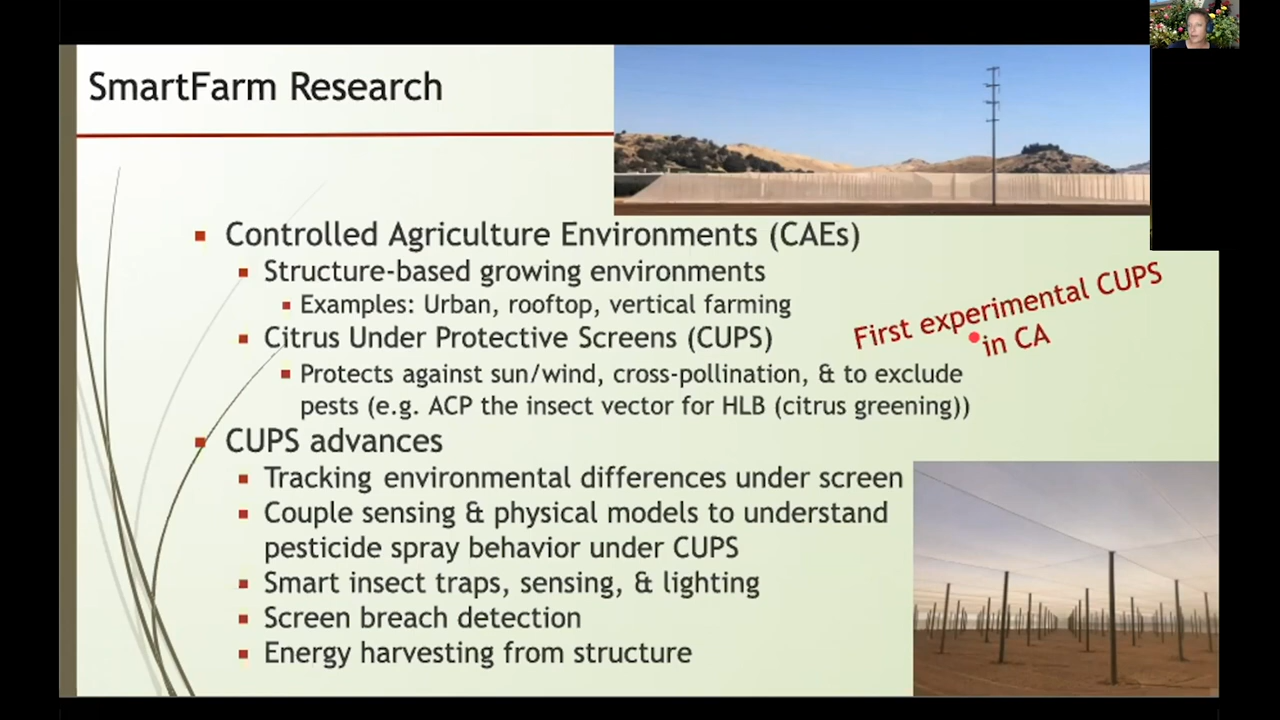 SmartFarm Research
Controlled Agriculture Environments (CAEs)
Structure-based growing environments
Examples: Urban, rooftop, vertical farming
Citrus Under Protective Screens (CUPS)
First experimental CUPS
in CA
Protects against sun/wind, cross-pollination, & to exclude
pests (e.g. ACP the insect vector for HLB (citrus greening))
CUPS advances
Tracking environmental differences under screen
Couple sensing & physical models to understand
pesticide spray behavior under CUPS
Smart insect traps, sensing, & lighting
Screen breach detection
Energy harvesting from structure